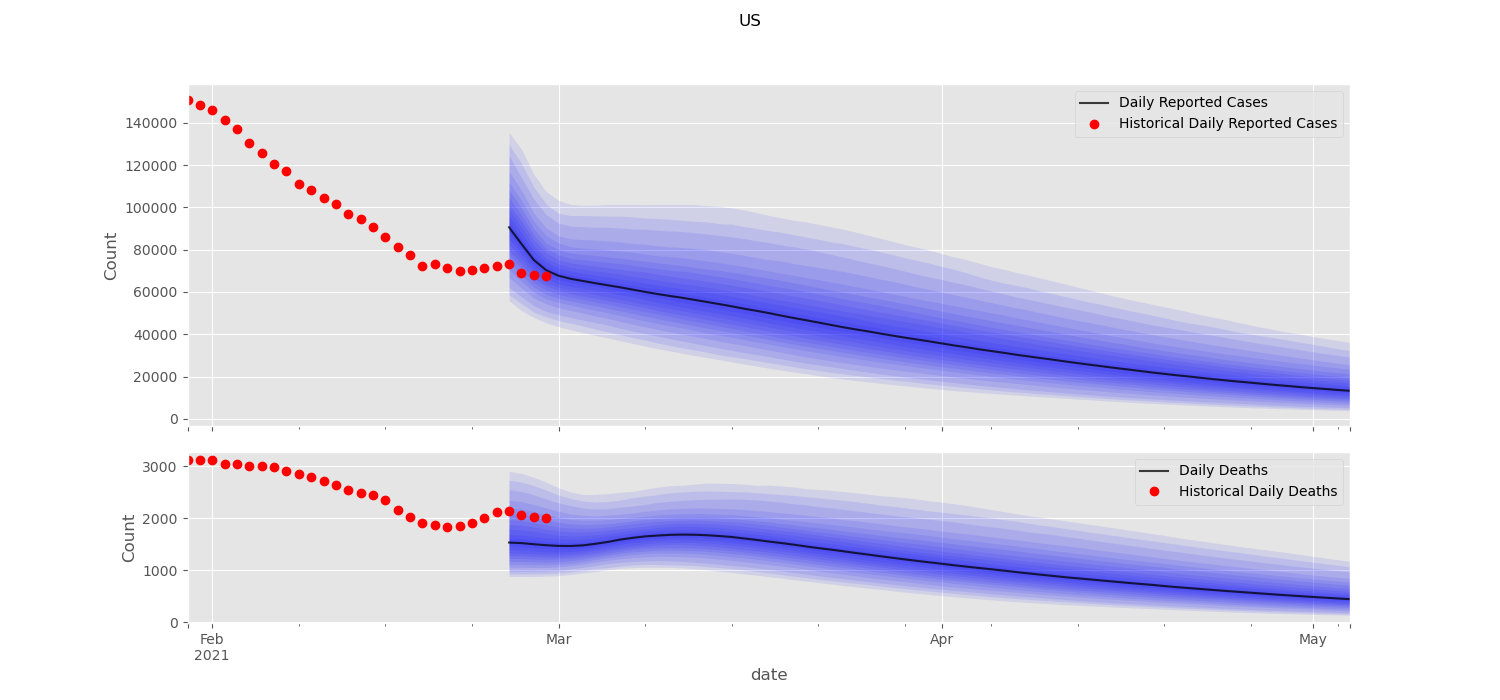 US
Count
140000
120000
100000
80000
60000
40000
20000
0
Daily Reported Cases
Historical Daily Reported Cases
Count
3000
2000
1000
0
Daily Deaths
Historical Daily Deaths
Feb
2021
Mar
Apr
May
date